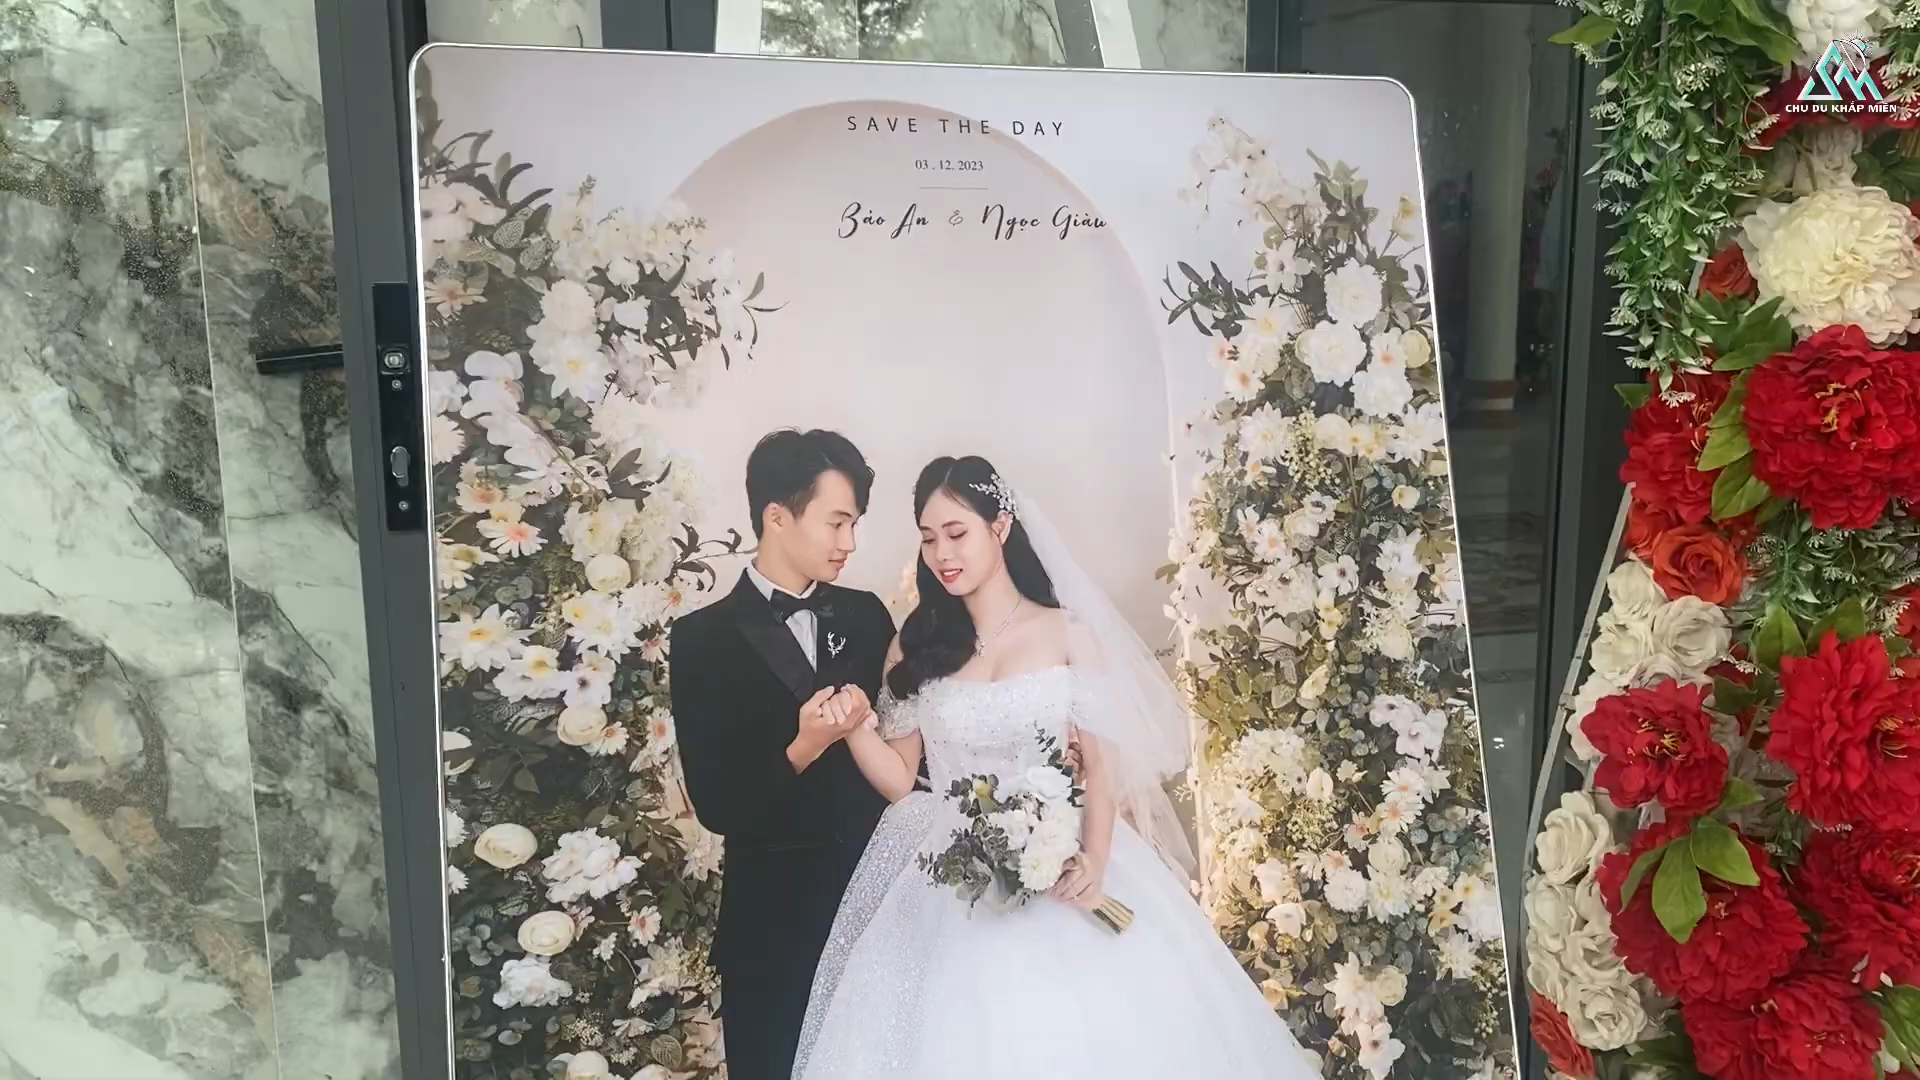 SAVE THE DAY
03 . 12. 2023
Bảo An & Ngọc Giàu
CHU DU KHẮP MIỀN